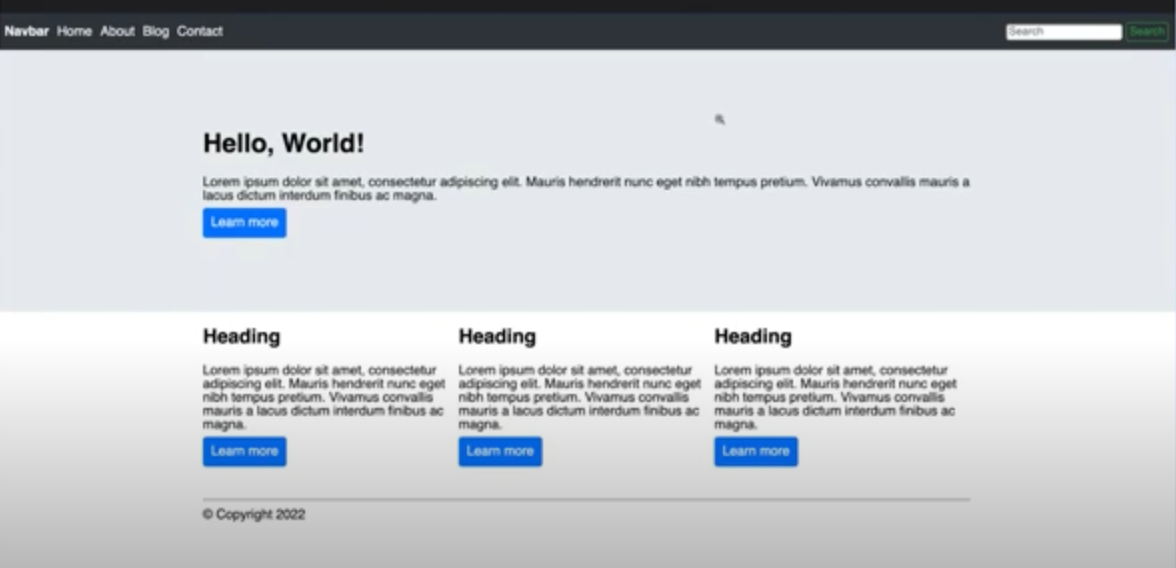 Navbar Home About Blog Contact Search Search
Hello, World!
Lorem ipsum dolor sit amet, consectetur adipiscing elit. Mauris hendrerit nunc eget nibh tempus pretium. Vivamus convallis mauris a
lacus dictum interdum finibus ac magna.
Learn more
Heading
Lorem ipsum dolor sit amet, consectetur
adipiscing elit. Mauris hendrerit nunc eget
nibh tempus pretium. Vivamus convallis
mauris a lacus dictum interdum finibus ac
magna.
Learn more
Heading
Lorem ipsum dolor sit amet, consectetur
adipiscing elit. Mauris hendrerit nunc eget
nibh tempus pretium. Vivamus convallis
mauris a lacus dictum interdum finibus ac
magna.
Learn more
Heading
Lorem ipsum dolor sit amet, consectetur
adipiscing elit. Mauris hendrerit nunc eget
nibh tempus pretium. Vivamus convallis
mauris a lacus dictum interdum finibus ac
magna.
Learn more
© Copyright 2022